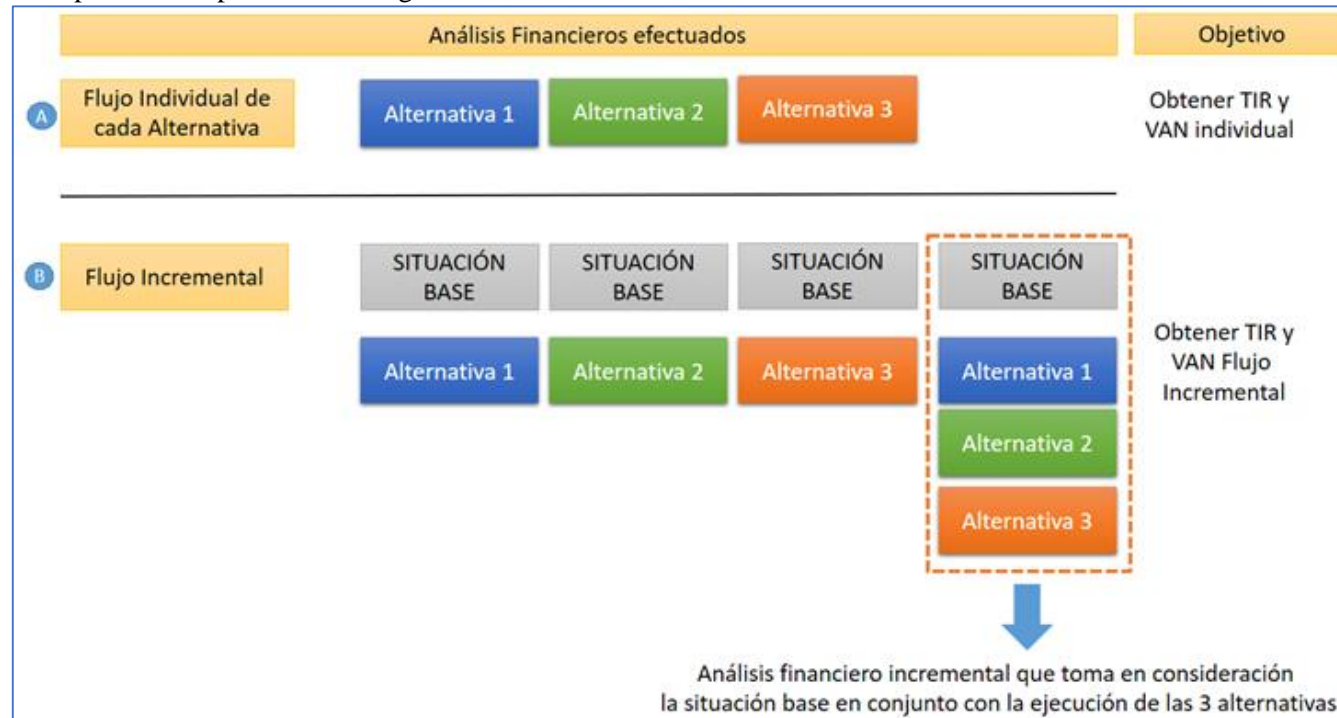 Análisis Financieros efectuados
Objetivo
A
Flujo Individual de
cada Alternativa
Alternativa 1
Alternativa 2
Alternativa 3
Obtener TIR y
VAN individual
B
Flujo Incremental
SITUACIÓN
BASE
SITUACIÓN
BASE
SITUACIÓN
BASE
SITUACIÓN
BASE
Alternativa 1
Alternativa 2
Alternativa 3
Alternativa 1
Alternativa 2
Alternativa 3
Obtener TIR y
VAN Flujo
Incremental
Análisis financiero incremental que toma en consideración
la situación base en conjunto con la ejecución de las 3 alternativas